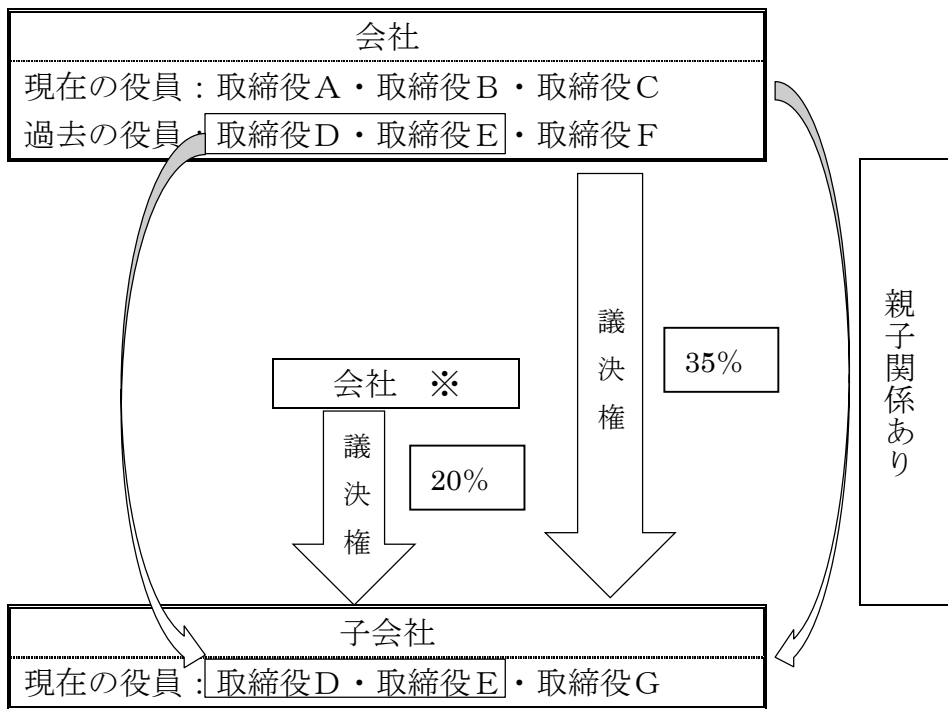 会社
現在の役員：取締役A・取締役B・取締役C
過去の役員：取締役D・取締役E・取締役F
議決権
35%
親子関係あり
会社　※
議決権
20%
子会社
現在の役員：取締役D・取締役E・取締役G